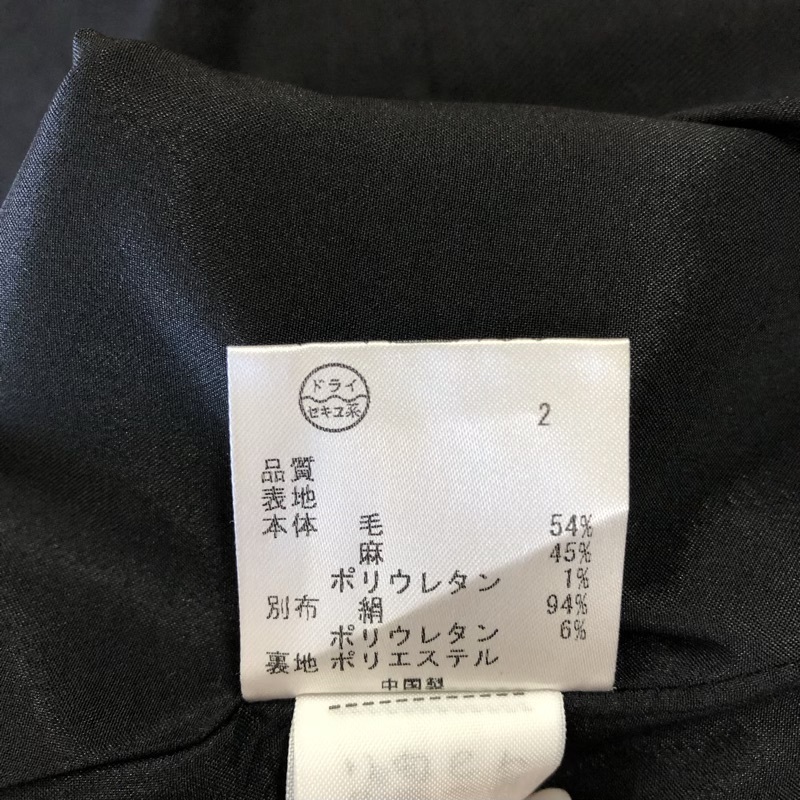 ドライ
セキユ系
2
品質
表地
本体 毛 54%
麻 45%
ポリウレタン 1%
別布 絹 94%
ポリウレタン 6%
裏地 ポリエステル
中国製